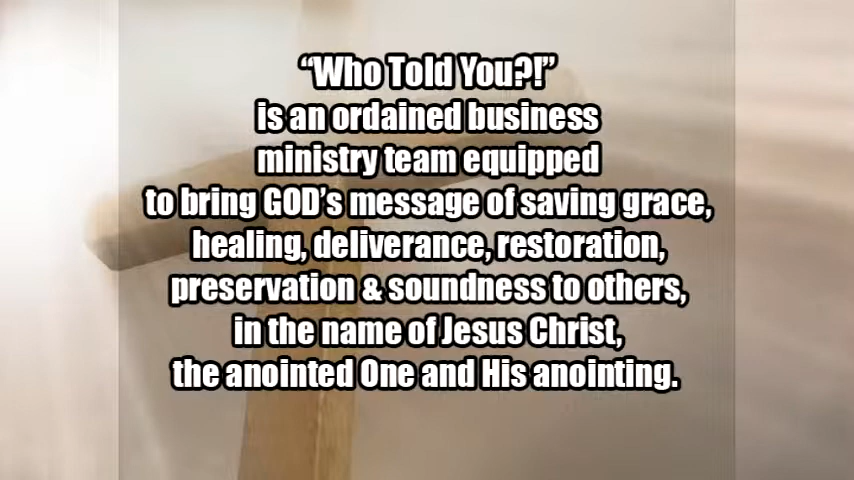 “Who Told You?!”
is an ordained business
ministry team equipped
to bring GOD’s message of saving grace,
healing, deliverance, restoration,
preservation & soundness to others,
in the name of Jesus Christ,
the anointed One and His anointing.